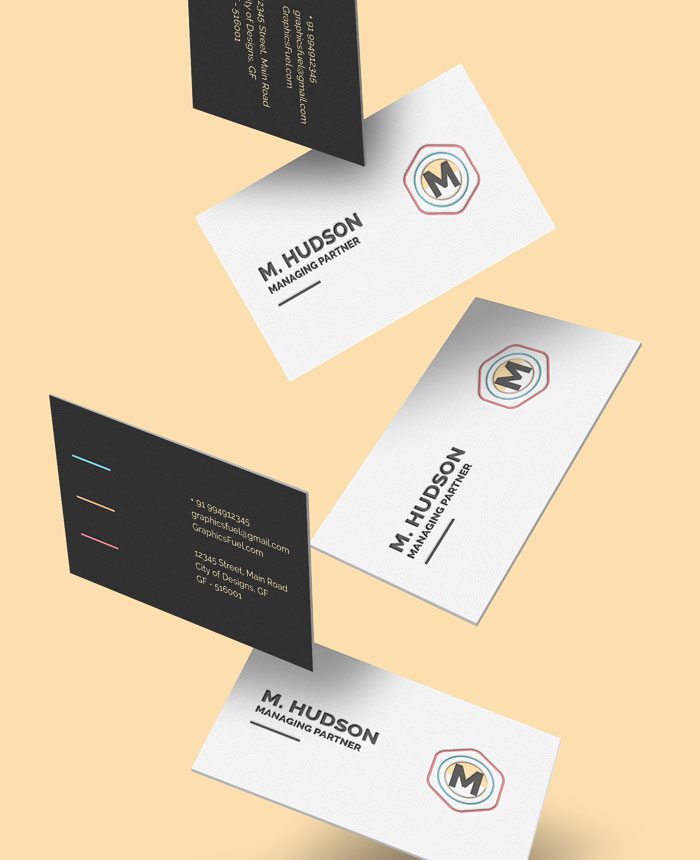 * 91 994912345
graphicsfuel@gmail.com
GraphicsFuel.com
12345 Street, Main Road
City of Designs, GF
- 516001
M
M. HUDSON
MANAGING PARTNER
M
M. HUDSON
MANAGING PARTNER
* 91 994912345
graphicsfuel@gmail.com
GraphicsFuel.com
12345 Street, Main Road
City of Designs, GF
GF - 516001
M. HUDSON
MANAGING PARTNER
M